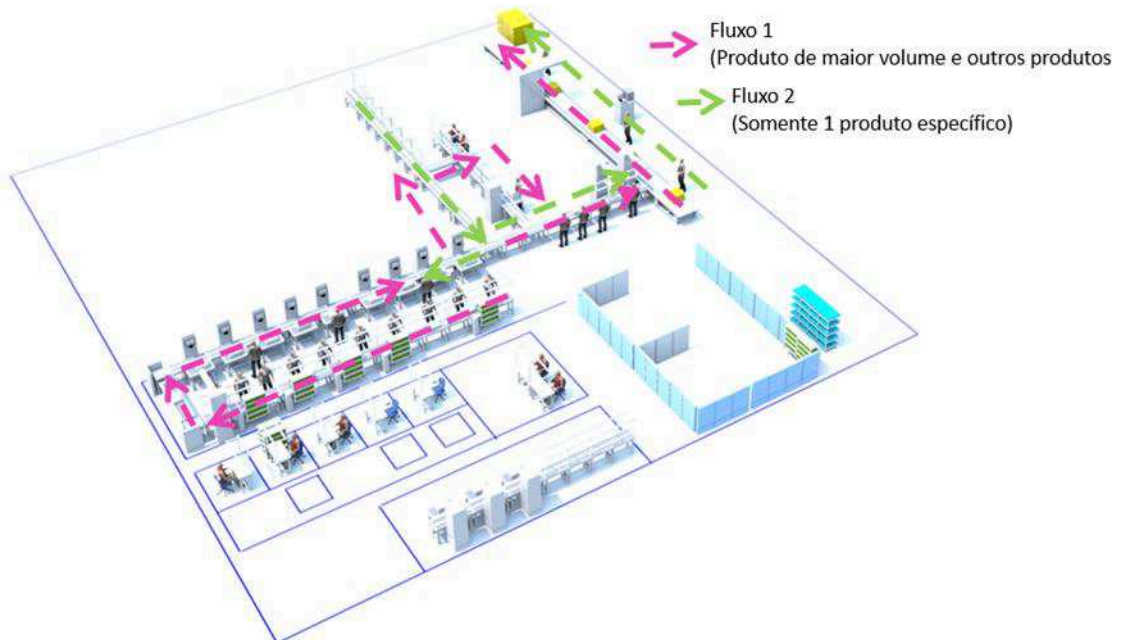 Fluxo 1
(Produto de maior volume e outros produtos
Fluxo 2
(Somente 1 produto específico)